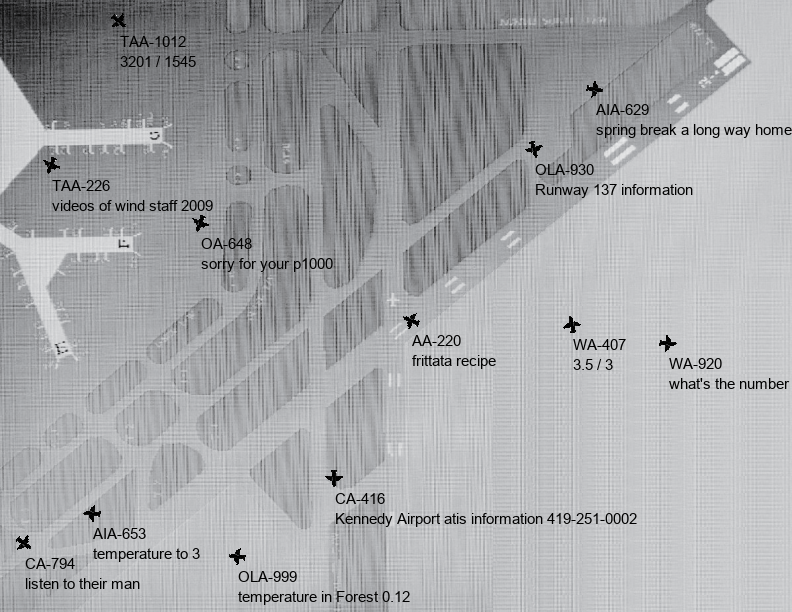 TAA-1012
3201 / 1545
AIA-629
spring break a long way home
OLA-930
Runway 137 information
TAA-226
videos of wind staff 2009
OA-648
sorry for your p1000
AA-220
frittata recipe
WA-407
3.5 / 3
WA-920
what's the number
CA-416
Kennedy Airport atis information 419-251-0002
AIA-653
temperature to 3
CA-794
listen to their man
OLA-999
temperature in Forest 0.12